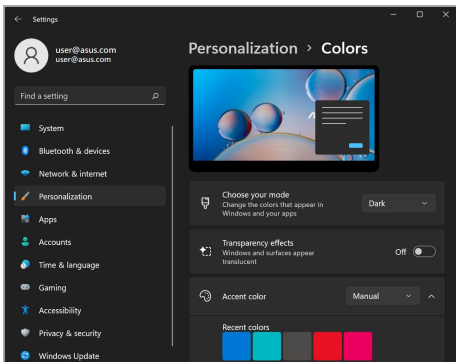 Settings
user@asus.com
user@asus.com
Find a setting
System
Bluetooth & devices
Network & internet
Personalization
Apps
Accounts
Time & language
Gaming
Accessibility
Privacy & security
Windows Update
Personalization > Colors
Choose your mode
Change the colors that appear in
Windows and your apps
Dark
Transparency effects
Windows and surfaces appear
translucent
Off
Accent color
Manual
Recent colors